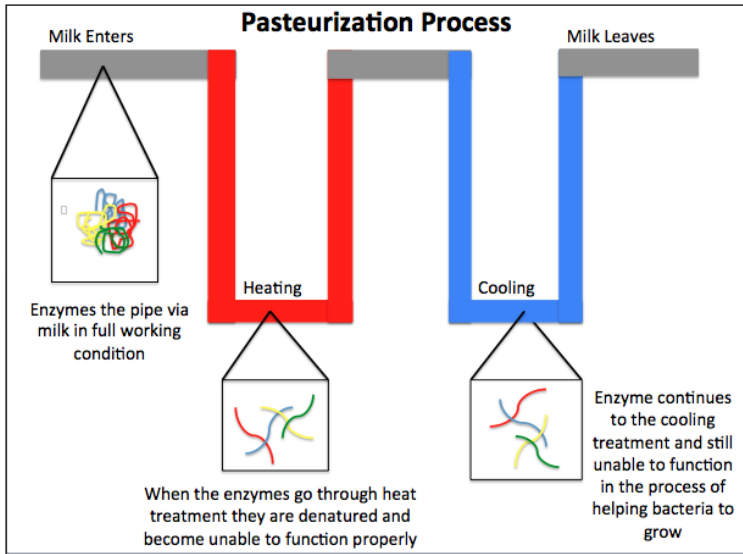 Pasteurization Process
Milk Enters
Milk Leaves
Heating
Cooling
Enzymes the pipe via
milk in full working
condition
When the enzymes go through heat
treatment they are denatured and
become unable to function properly
Enzyme continues
to the cooling
treatment and still
unable to function
in the process of
helping bacteria to
grow